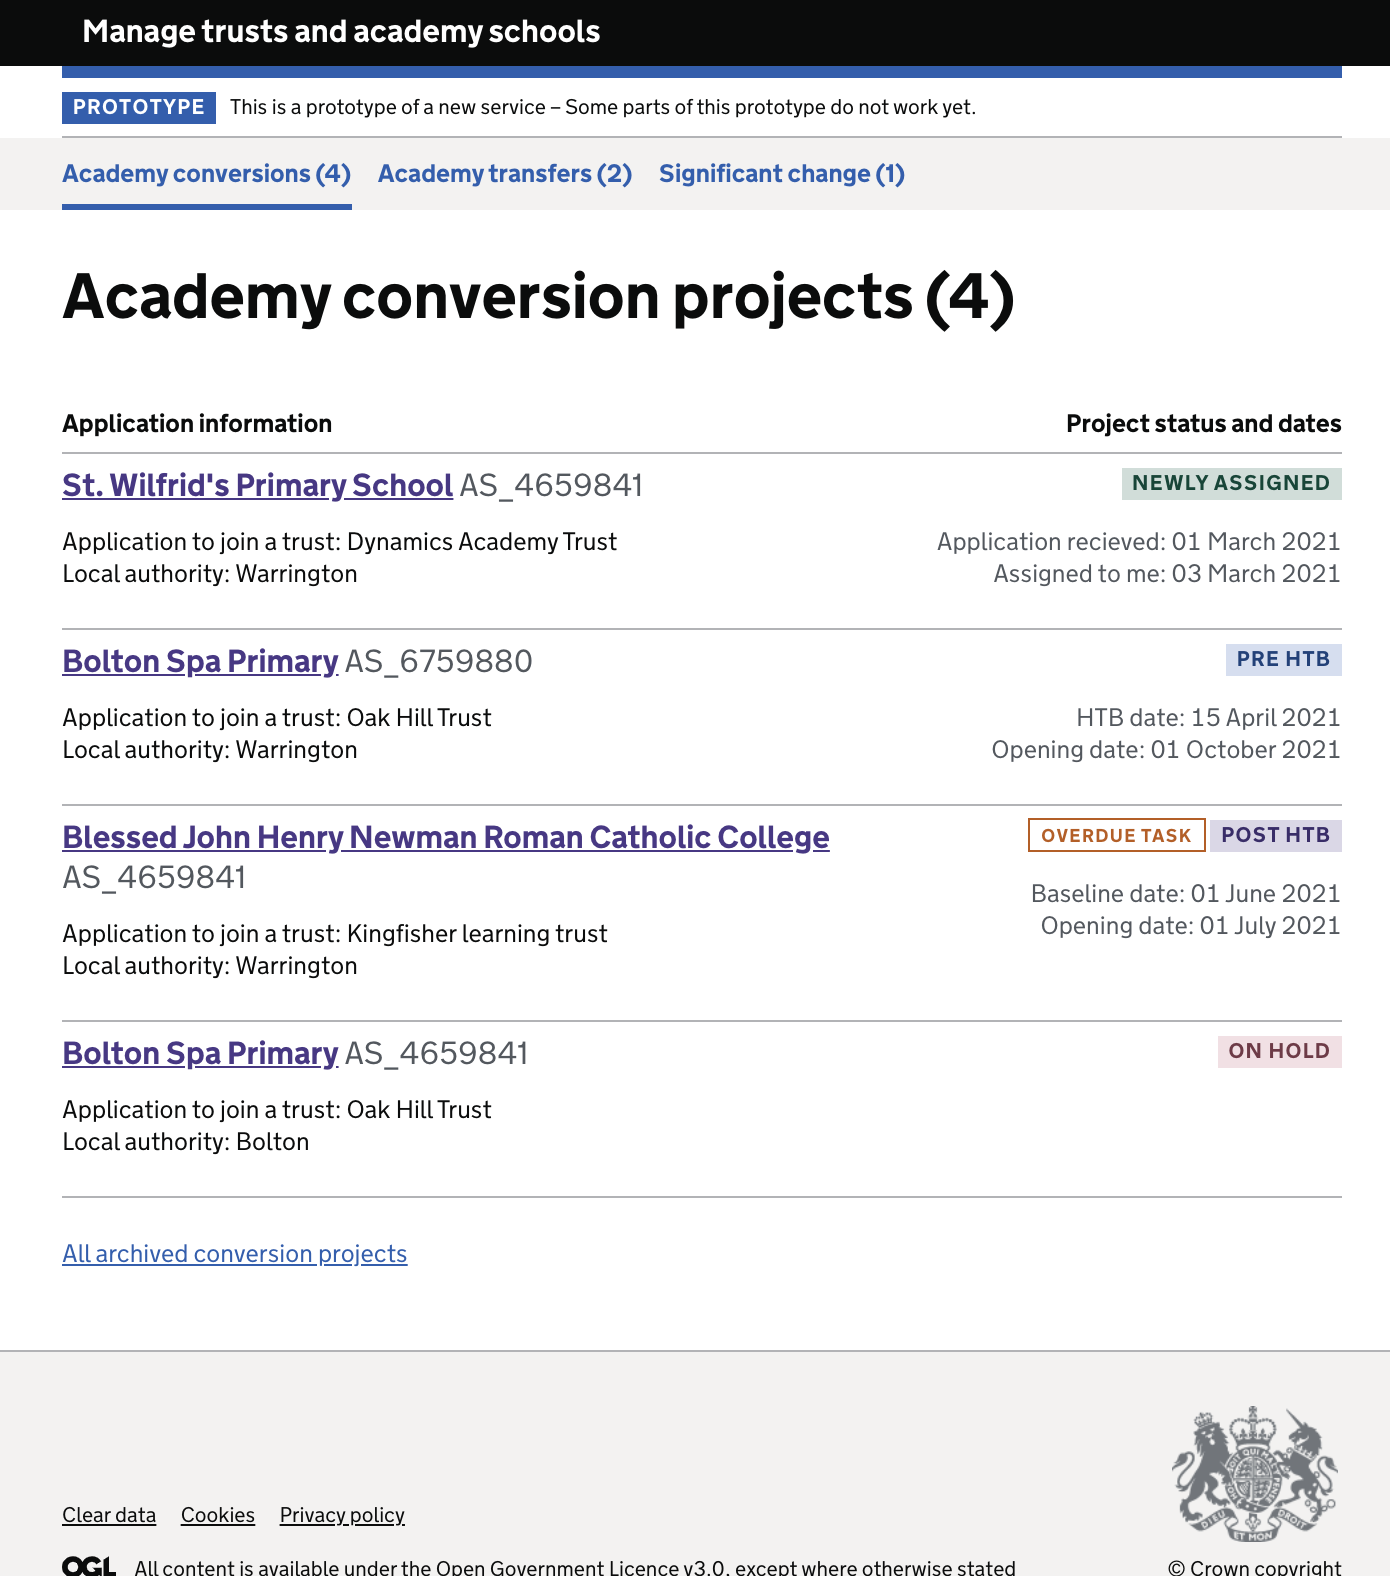 Manage trusts and academy schools
PROTOTYPE This is a prototype of a new service – Some parts of this prototype do not work yet.
Academy conversions (4) Academy transfers (2) Significant change (1)
Academy conversion projects (4)
Application information Project status and dates
St. Wilfrid's Primary School AS_4659841 NEWLY ASSIGNED
Application to join a trust: Dynamics Academy Trust Application recieved: 01 March 2021
Local authority: Warrington Assigned to me: 03 March 2021
Bolton Spa Primary AS_6759880 PRE HTB
Application to join a trust: Oak Hill Trust HTB date: 15 April 2021
Local authority: Warrington Opening date: 01 October 2021
Blessed John Henry Newman Roman Catholic College OVERDUE TASK POST HTB
AS_4659841 Baseline date: 01 June 2021
Application to join a trust: Kingfisher learning trust Opening date: 01 July 2021
Local authority: Warrington
Bolton Spa Primary AS_4659841 ON HOLD
Application to join a trust: Oak Hill Trust
Local authority: Bolton
All archived conversion projects
DIEU ET MON DROIT
Clear data Cookies Privacy policy
OGL All content is available under the Open Government Licence v3.0, except where otherwise stated © Crown copyright